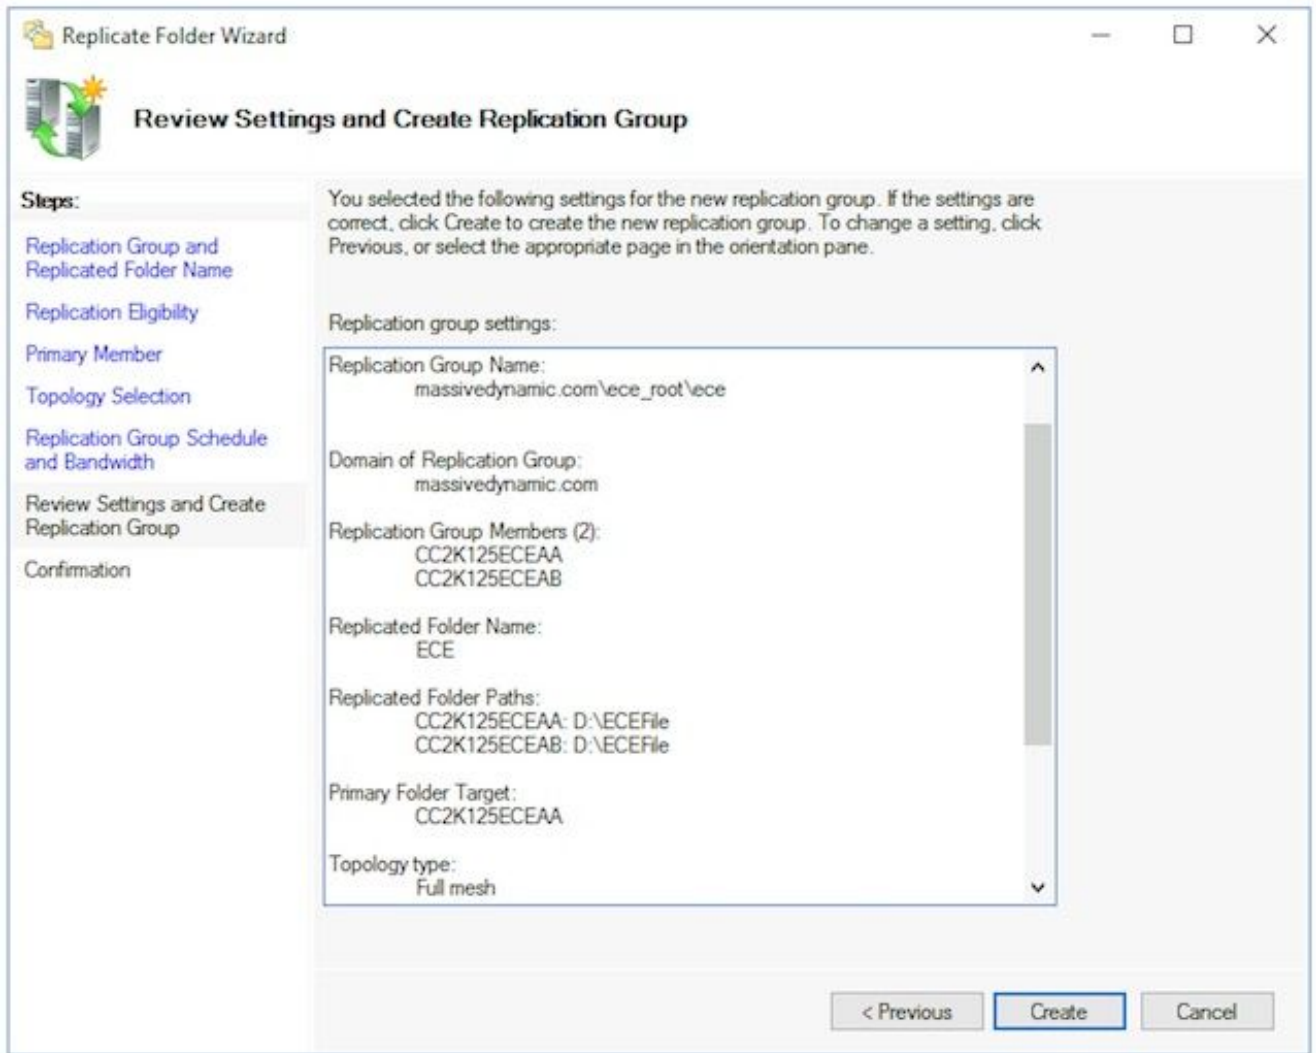 Replicate Folder Wizard
Review Settings and Create Replication Group
Steps:
Replication Group and
Replicated Folder Name
Replication Eligibility
Primary Member
Topology Selection
Replication Group Schedule
and Bandwidth
Review Settings and Create
Replication Group
Confirmation
You selected the following settings for the new replication group. If the settings are
correct, click Create to create the new replication group. To change a setting, click
Previous, or select the appropriate page in the orientation pane.
Replication group settings:
Replication Group Name:
massivedynamic.com\ece_root\ece
Domain of Replication Group:
massivedynamic.com
Replication Group Members (2):
CC2K125ECEAA
CC2K125ECEAB
Replicated Folder Name:
ECE
Replicated Folder Paths:
CC2K125ECEAA: D:\ECEFile
CC2K125ECEAB: D:\ECEFile
Primary Folder Target:
CC2K125ECEAA
Topology type:
Full mesh
< Previous
Create
Cancel